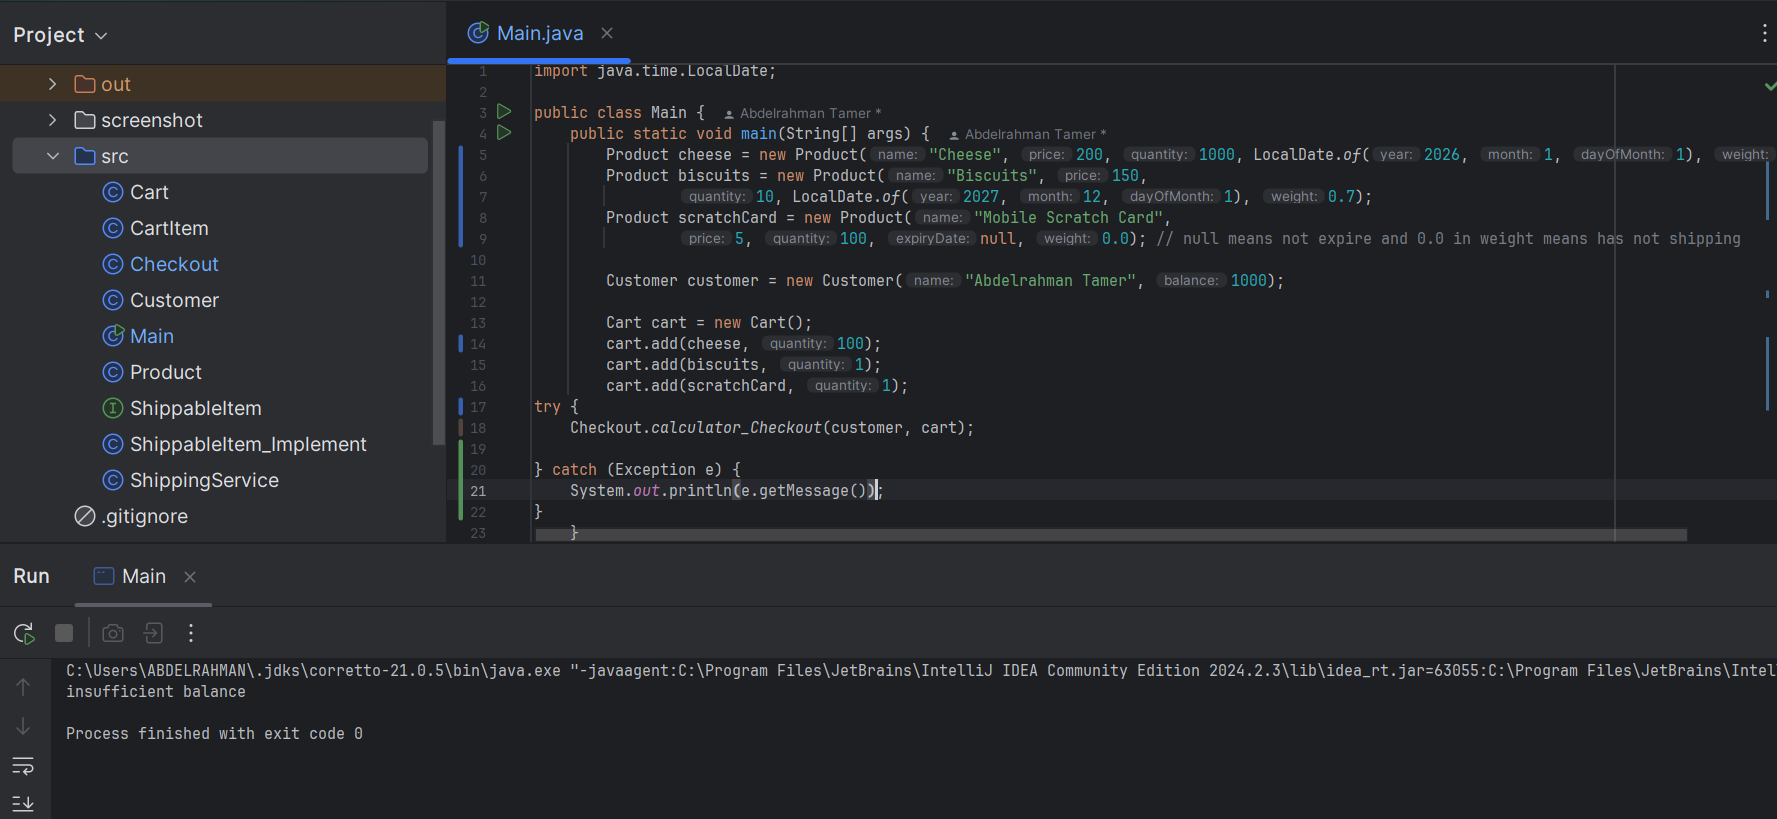 Project
out
screenshot
src
Cart
CartItem
Checkout
Customer
Main
Product
ShippableItem
ShippableItem_Implement
ShippingService
.gitignore
Main.java
1 import java.time.LocalDate;
2
3 public class Main { Abdelrahman Tamer *
4 public static void main(String[] args) { Abdelrahman Tamer *
5 Product cheese = new Product( name: "Cheese", price: 200, quantity: 1000, LocalDate.of( year: 2026, month: 1, dayOfMonth: 1), weight:
6 Product biscuits = new Product( name: "Biscuits", price: 150,
7 quantity: 10, LocalDate.of( year: 2027, month: 12, dayOfMonth: 1), weight: 0.7);
8 Product scratchCard = new Product( name: "Mobile Scratch Card",
9 price: 5, quantity: 100, expiryDate: null, weight: 0.0); // null means not expire and 0.0 in weight means has not shipping
10
11 Customer customer = new Customer( name: "Abdelrahman Tamer", balance: 1000);
12
13 Cart cart = new Cart();
14 cart.add(cheese, quantity: 100);
15 cart.add(biscuits, quantity: 1);
16 cart.add(scratchCard, quantity: 1);
17 try {
18 Checkout.calculator_Checkout(customer, cart);
19
20 } catch (Exception e) {
21 System.out.println(e.getMessage());
22 }
23 }
Run Main
C:\Users\ABDELRAHMAN\.jdks\corretto-21.0.5\bin\java.exe "-javaagent:C:\Program Files\JetBrains\IntelliJ IDEA Community Edition 2024.2.3\lib\idea_rt.jar=63055:C:\Program Files\JetBrains\Intel
insufficient balance
Process finished with exit code 0